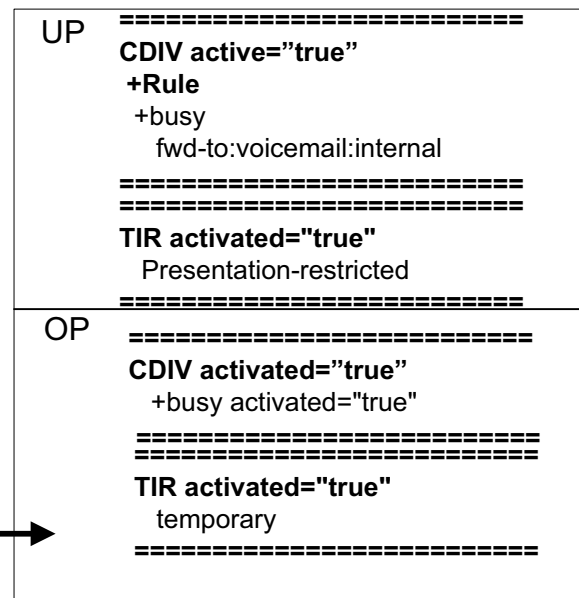 UP
===========================
CDIV active=”true”
+Rule
+busy
fwd-to:voicemail:internal
===========================
===========================
TIR activated="true"
Presentation-restricted
===========================
OP
===========================
CDIV activated=”true”
+busy activated="true"
===========================
===========================
TIR activated="true"
temporary
===========================